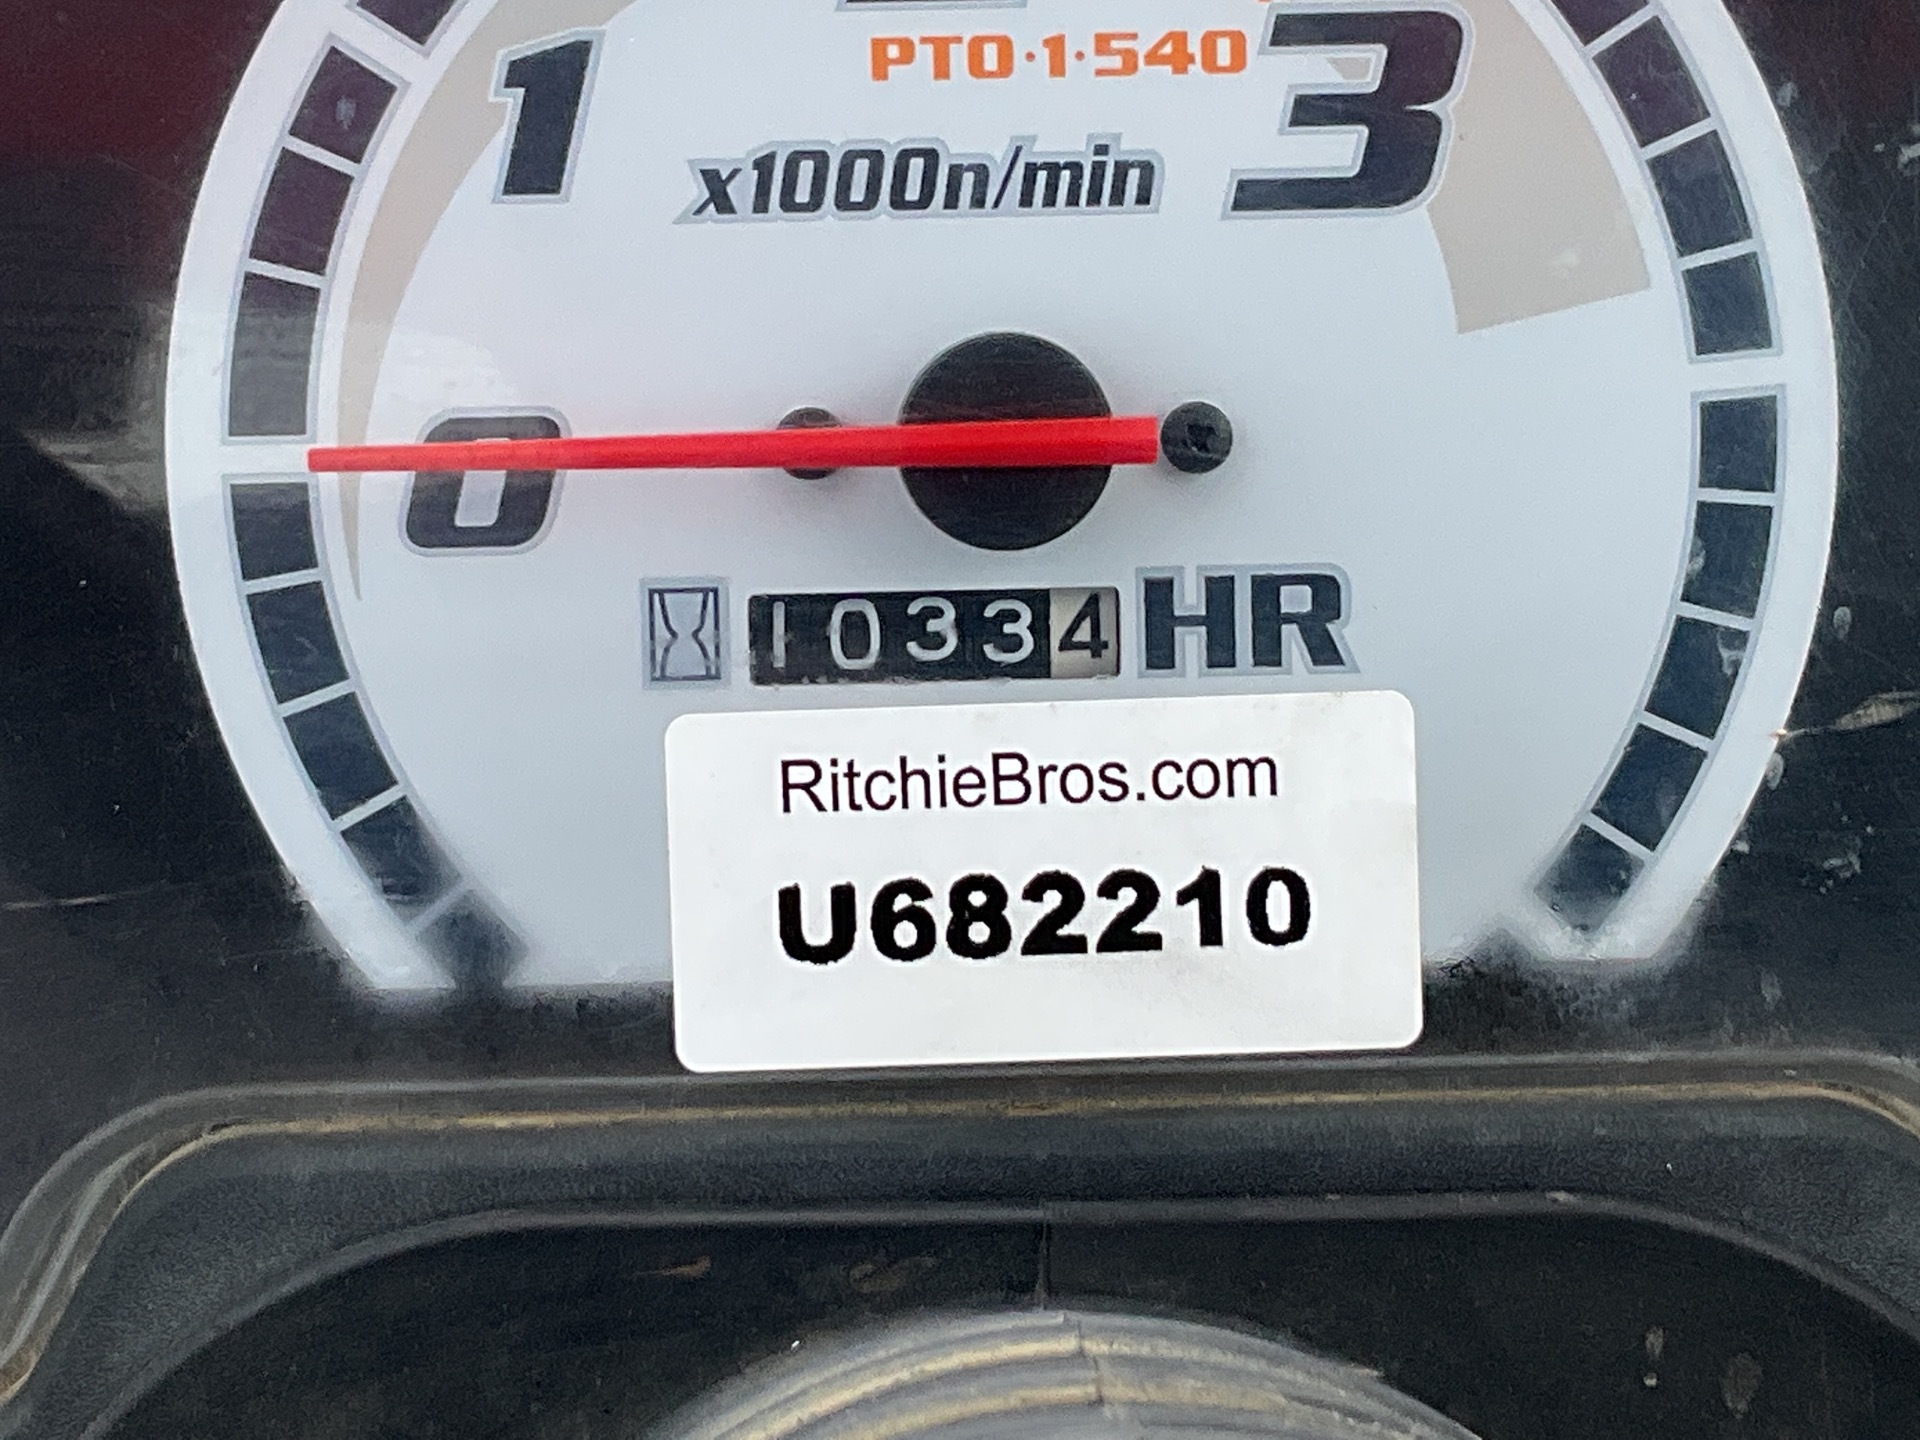 PTO·1·540
1
3
x1000n/min
0
10334 HR
RitchieBros.com
U682210